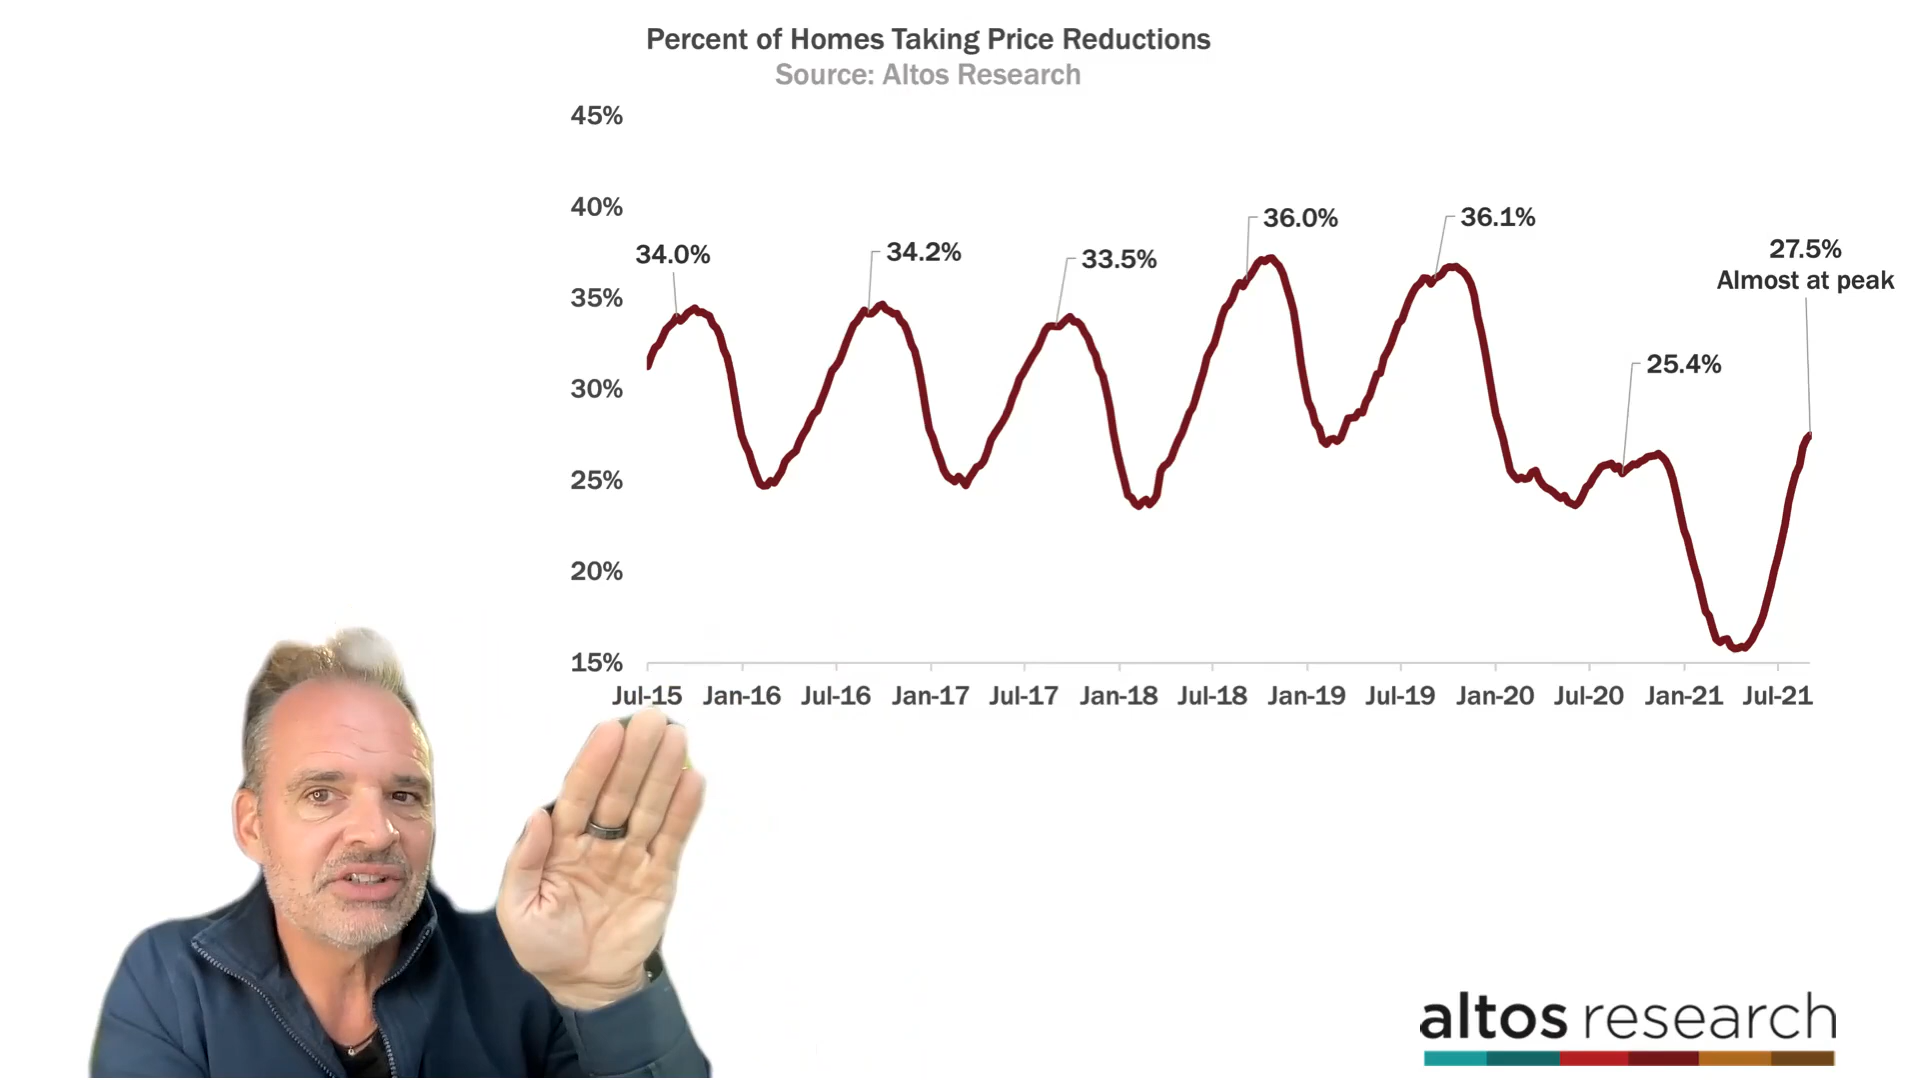 Percent of Homes Taking Price Reductions
Source: Altos Research
45%
40%
35%
30%
25%
20%
15%
34.0%
34.2%
33.5%
36.0%
36.1%
25.4%
27.5%
Almost at peak
Jul-15 Jan-16 Jul-16 Jan-17 Jul-17 Jan-18 Jul-18 Jan-19 Jul-19 Jan-20 Jul-20 Jan-21 Jul-21
altos research